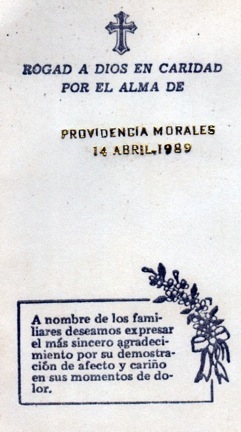 ROGAD A DIOS EN CARIDAD
POR EL ALMA DE
PROVIDENCIA MORALES
14 ABRIL,1989
A nombre de los fami-
liares deseamos expresar
el más sincero agradeci-
miento por su demostra-
ción de afecto y cariño
en sus momentos de do-
lor.